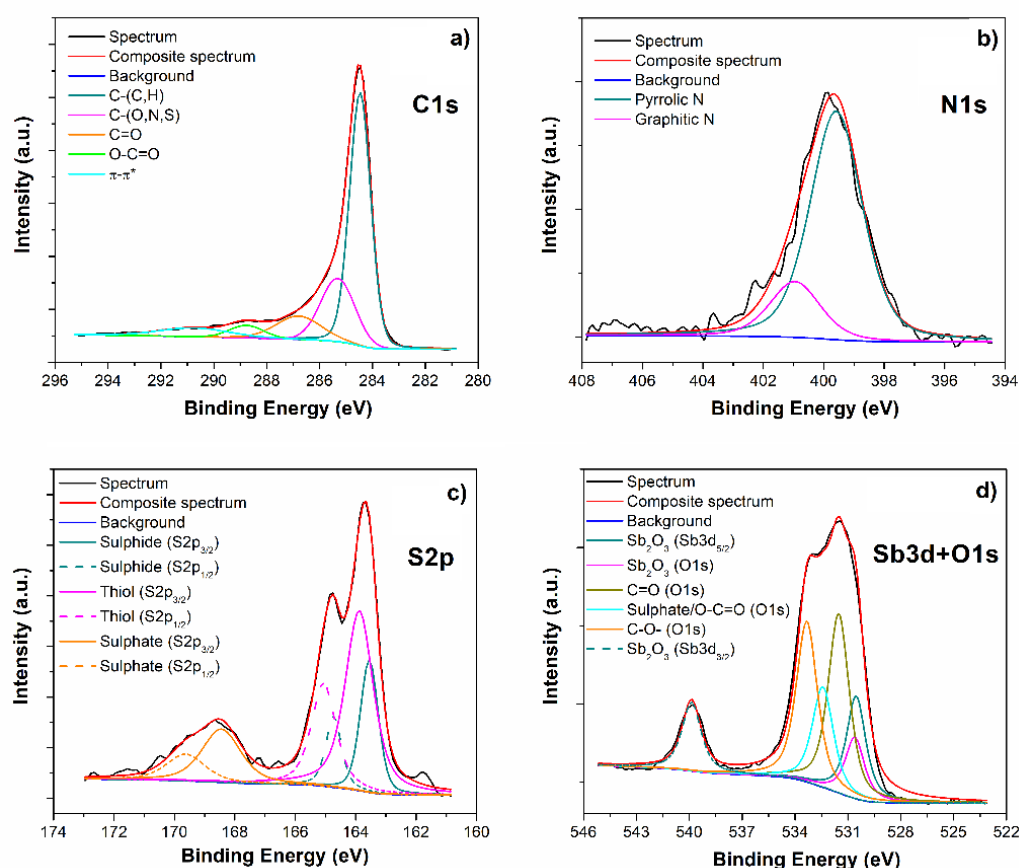 a)
C1s
Spectrum
Composite spectrum
Background
C-(C,H)
C-(O,N,S)
C=O
O-C=O
π-π*
Intensity (a.u.)
296 294 292 290 288 286 284 282 280
Binding Energy (eV)
b)
N1s
Spectrum
Composite spectrum
Background
Pyrrolic N
Graphitic N
Intensity (a.u.)
408 406 404 402 400 398 396 394
Binding Energy (eV)
c)
S2p
Spectrum
Composite spectrum
Background
Sulphide (S2p3/2)
Sulphide (S2p1/2)
Thiol (S2p3/2)
Thiol (S2p1/2)
Sulphate (S2p3/2)
Sulphate (S2p1/2)
Intensity (a.u.)
174 172 170 168 166 164 162 160
Binding Energy (eV)
d)
Sb3d+O1s
Spectrum
Composite spectrum
Background
Sb2O3 (Sb3d5/2)
Sb2O3 (O1s)
C=O (O1s)
Sulphate/O-C=O (O1s)
C-O- (O1s)
Sb2O3 (Sb3d3/2)
Intensity (a.u.)
546 543 540 537 534 531 528 525 522
Binding Energy (eV)